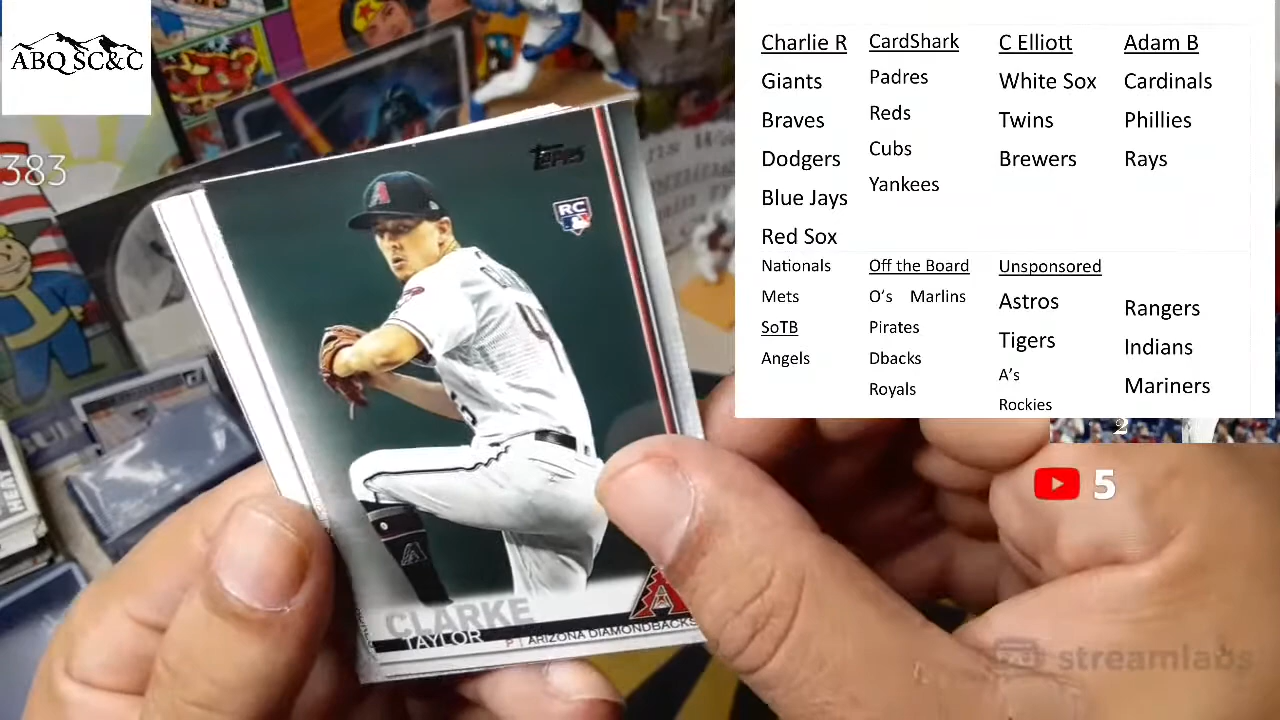 ABQ SC&C
383
Topps
RC
CLARKE
TAYLOR
P | ARIZONA DIAMONDBACKS
Charlie R
Giants
Braves
Dodgers
Blue Jays
Red Sox
Nationals
Mets
SoTB
Angels
CardShark
Padres
Reds
Cubs
Yankees
Off the Board
O's Marlins
Pirates
Dbacks
Royals
C Elliott
White Sox
Twins
Brewers
Unsponsored
Astros
Tigers
A's
Rockies
Adam B
Cardinals
Phillies
Rays
Rangers
Indians
Mariners
2
5
streamlabs